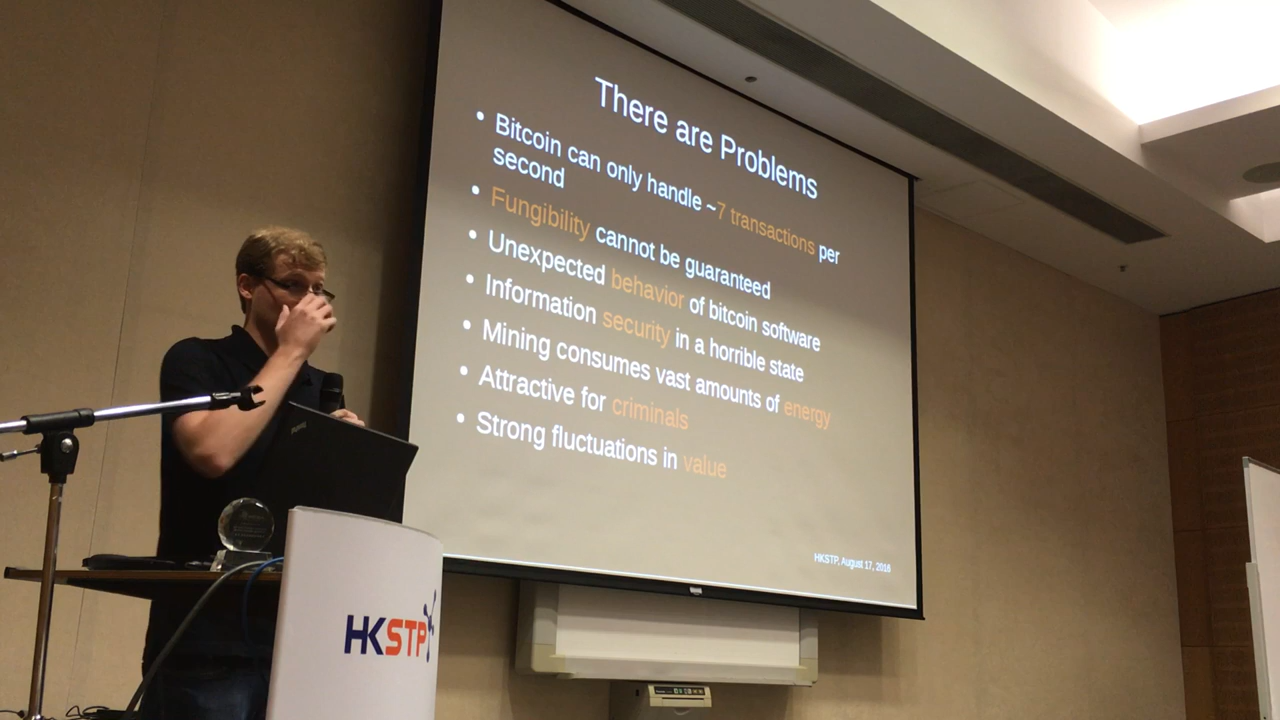 There are Problems
• Bitcoin can only handle ~7 transactions per
second
• Fungibility cannot be guaranteed
• Unexpected behavior of bitcoin software
• Information security in a horrible state
• Mining consumes vast amounts of energy
• Attractive for criminals
• Strong fluctuations in value
HKSTP, August 17, 2016
HKSTP